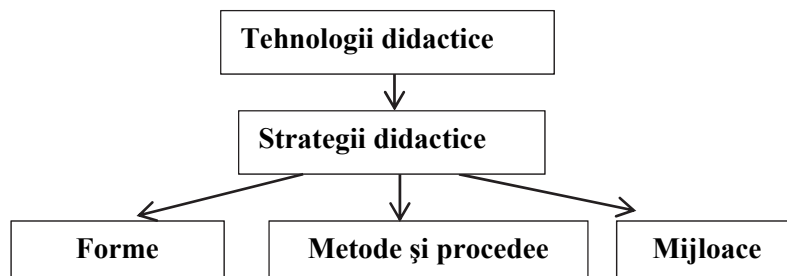 Tehnologii didactice
Strategii didactice
Forme
Metode şi procedee
Mijloace